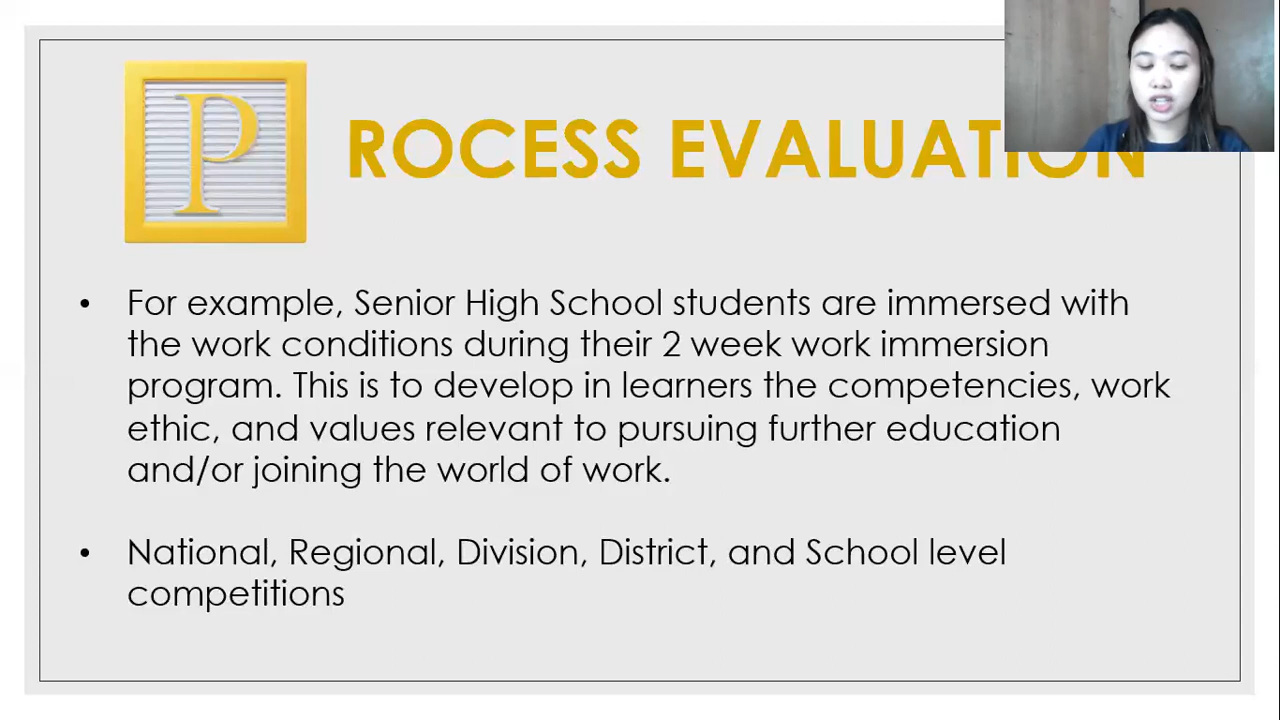 P ROCESS EVALUATION
• For example, Senior High School students are immersed with
the work conditions during their 2 week work immersion
program. This is to develop in learners the competencies, work
ethic, and values relevant to pursuing further education
and/or joining the world of work.
• National, Regional, Division, District, and School level
competitions